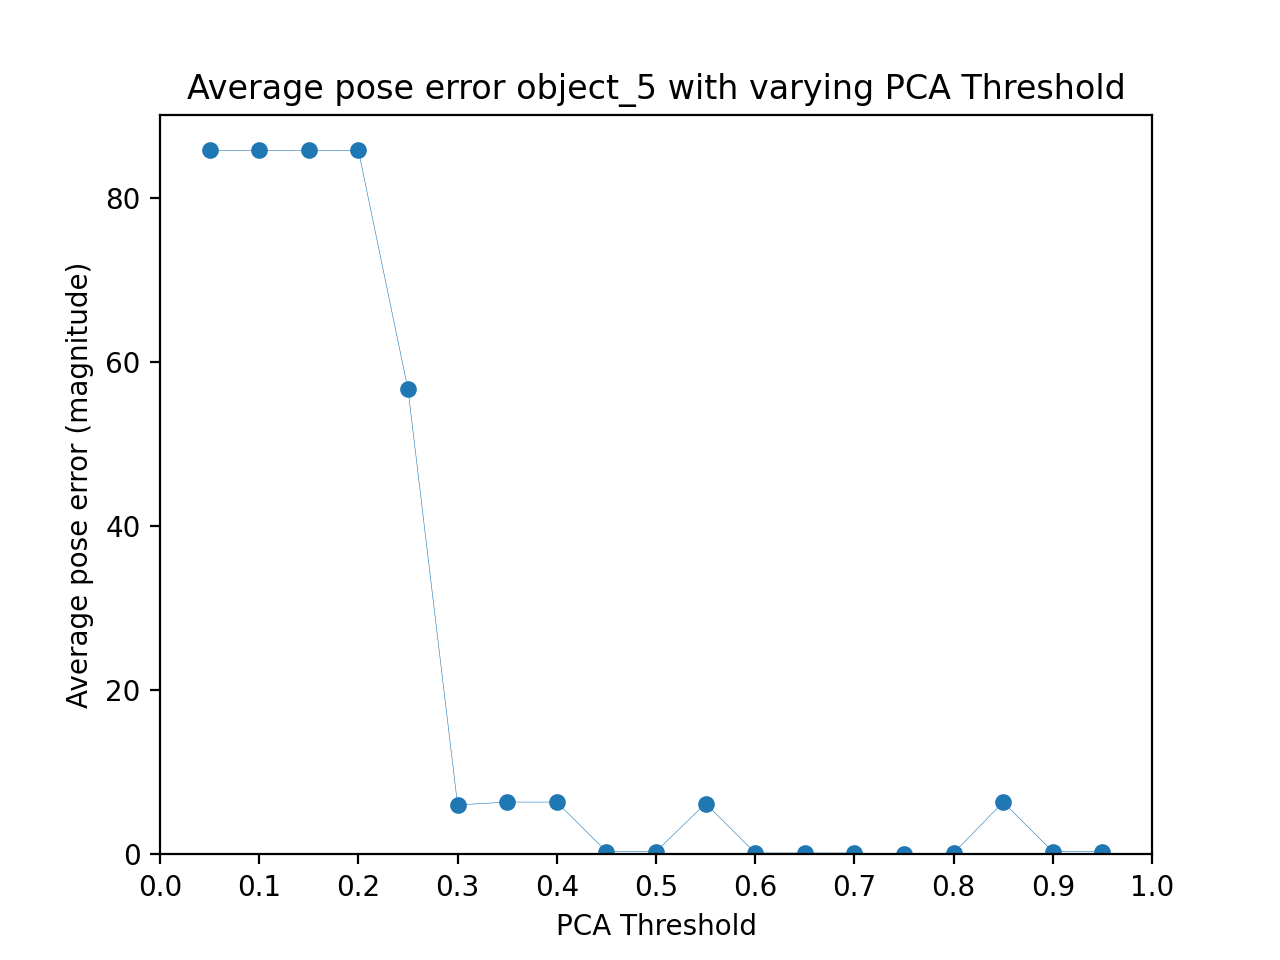 Average pose error object_5 with varying PCA Threshold
Average pose error (magnitude)
80
60
40
20
0
0.0 0.1 0.2 0.3 0.4 0.5 0.6 0.7 0.8 0.9 1.0
PCA Threshold